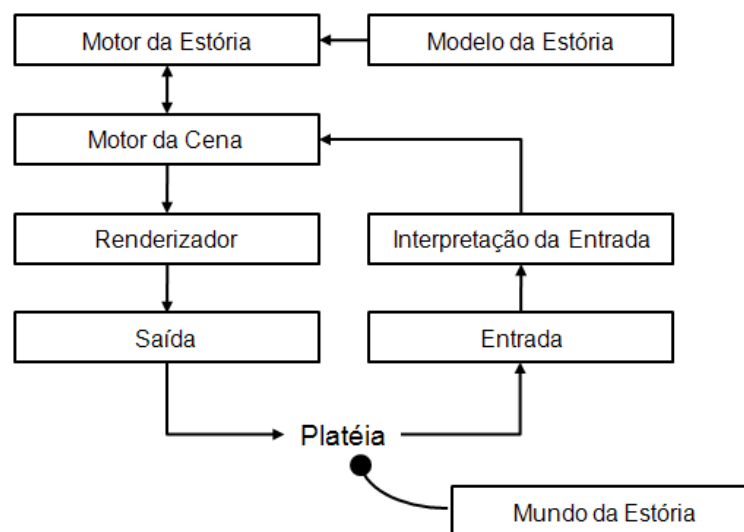 Motor da Estória
Modelo da Estória
Motor da Cena
Renderizador
Interpretação da Entrada
Saída
Entrada
Platéia
Mundo da Estória